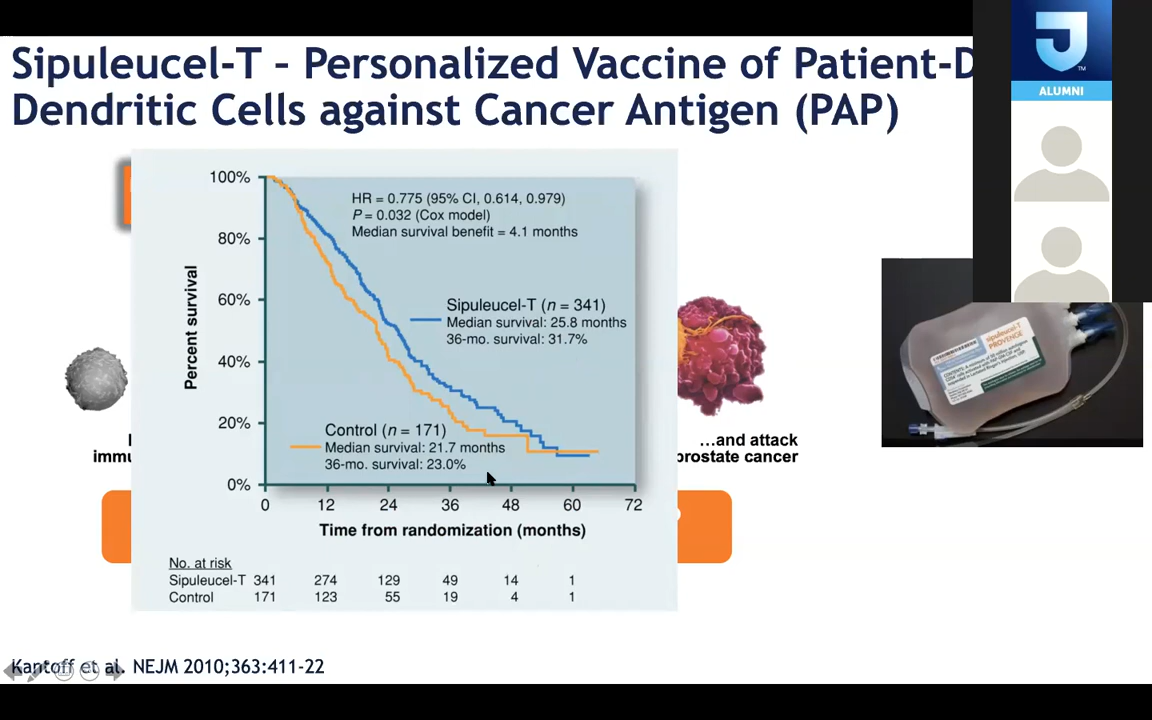 Sipuleucel-T – Personalized Vaccine of Patient-D
Dendritic Cells against Cancer Antigen (PAP)
ALUMNI
100%
80%
60%
40%
20%
0%
Percent survival
HR = 0.775 (95% CI, 0.614, 0.979)
P = 0.032 (Cox model)
Median survival benefit = 4.1 months
Sipuleucel-T (n = 341)
Median survival: 25.8 months
36-mo. survival: 31.7%
Control (n = 171)
Median survival: 21.7 months
36-mo. survival: 23.0%
0 12 24 36 48 60 72
Time from randomization (months)
No. at risk
Sipuleucel-T 341 274 129 49 14 1
Control 171 123 55 19 4 1
immu
...and attack
prostate cancer
sipuleucel-T
PROVENGE
Kantoff et al. NEJM 2010;363:411-22